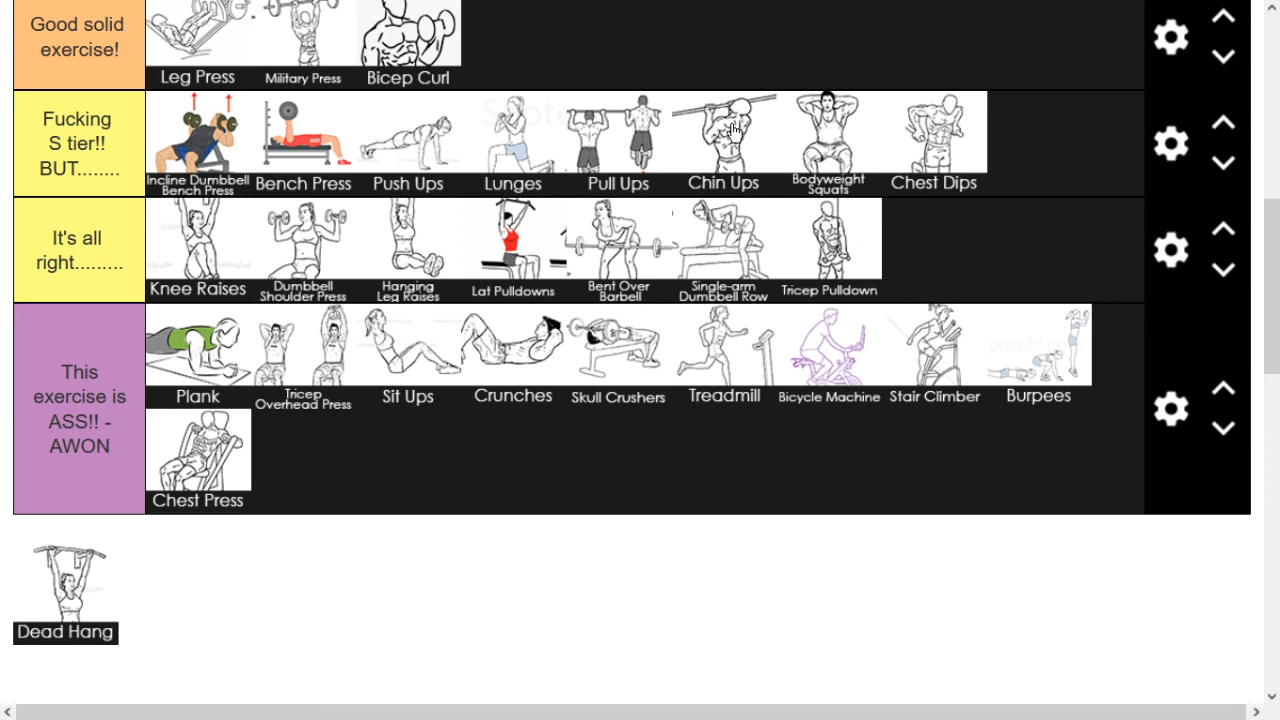 Good solid
exercise!
Leg Press
Military Press
Bicep Curl
Fucking
S tier!!
BUT........
Incline Dumbbell
Bench Press
Bench Press
Push Ups
Lunges
Pull Ups
Chin Ups
Bodyweight
Squats
Chest Dips
It's all
right.........
Knee Raises
Dumbbell
Shoulder Press
Hanging
Leg Raises
Lat Pulldowns
Bent Over
Barbell
Single-arm
Dumbbell Row
Tricep Pulldown
This
exercise is
ASS!! -
AWON
Plank
Tricep
Overhead Press
Sit Ups
Crunches
Skull Crushers
Treadmill
Bicycle Machine
Stair Climber
Burpees
Chest Press
Dead Hang